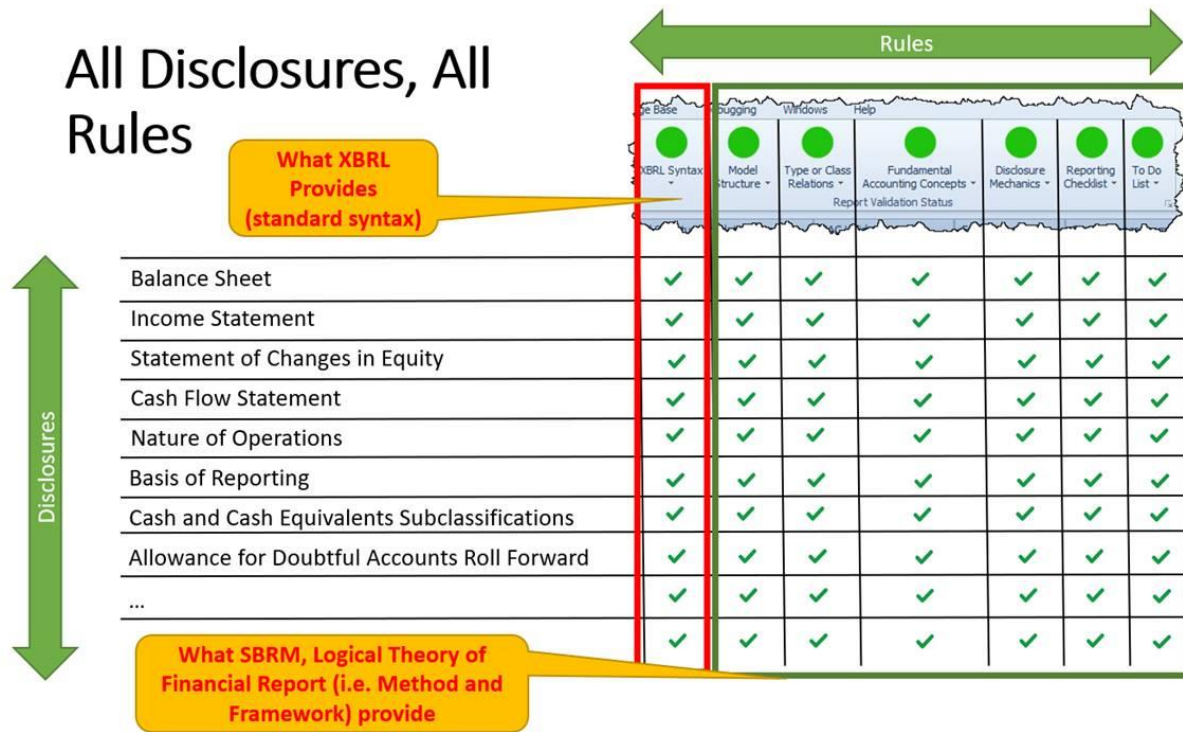 All Disclosures, All
Rules
Rules
What XBRL
Provides
(standard syntax)
ge Base
bugging
Windows
Help
XBRL Syntax
Model
Structure
Type or Class
Relations
Fundamental
Accounting Concepts
Disclosure
Mechanics
Reporting
Checklist
To Do
List
Report Validation Status
Disclosures
Balance Sheet
Income Statement
Statement of Changes in Equity
Cash Flow Statement
Nature of Operations
Basis of Reporting
Cash and Cash Equivalents Subclassifications
Allowance for Doubtful Accounts Roll Forward
...
What SBRM, Logical Theory of
Financial Report (i.e. Method and
Framework) provide